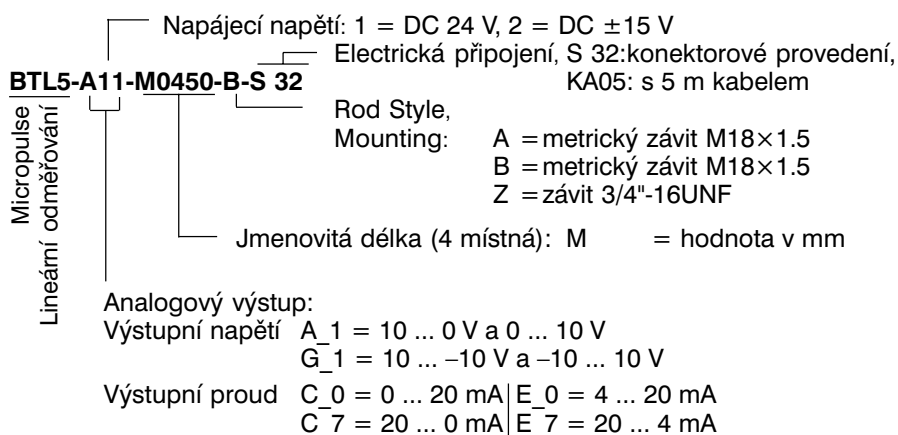 Napájecí napětí: 1 = DC 24 V, 2 = DC ±15 V
Electrická připojení, S 32:konektorové provedení,
KA05: s 5 m kabelem
BTL5-A11-M0450-B-S 32
Micropulse
Lineární odměřování
Rod Style,
Mounting: A =metrický závit M18×1.5
B =metrický závit M18×1.5
Z =závit 3/4"-16UNF
Jmenovitá délka (4 místná): M = hodnota v mm
Analogový výstup:
Výstupní napětí A_1 = 10 ... 0 V a 0 ... 10 V
G_1 = 10 ... –10 V a –10 ... 10 V
Výstupní proud C_0 = 0 ... 20 mA E_0 = 4 ... 20 mA
C_7 = 20 ... 0 mA E_7 = 20 ... 4 mA